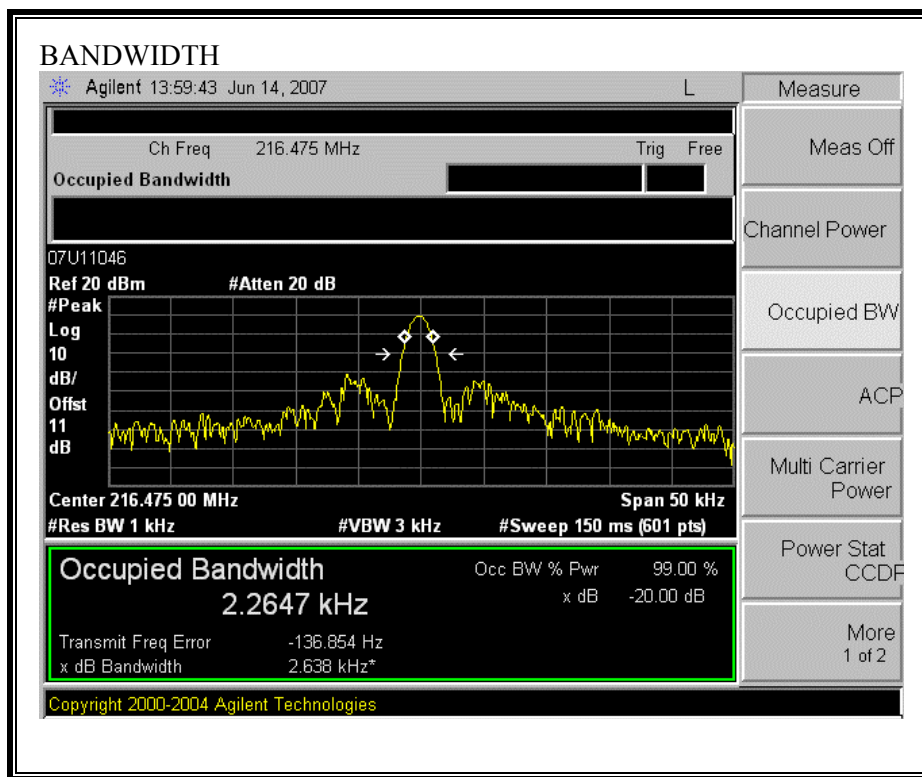 BANDWIDTH
Agilent 13:59:43 Jun 14, 2007 L
Measure
Ch Freq 216.475 MHz Trig Free
Occupied Bandwidth
Meas Off
Channel Power
Occupied BW
ACP
Multi Carrier
Power
Power Stat
CCDF
More
1 of 2
07U11046
Ref 20 dBm #Atten 20 dB
#Peak
Log
10
dB/
Offst
11
dB
Center 216.475 00 MHz Span 50 kHz
#Res BW 1 kHz #VBW 3 kHz #Sweep 150 ms (601 pts)
Occupied Bandwidth Occ BW % Pwr 99.00 %
2.2647 kHz x dB -20.00 dB
Transmit Freq Error -136.854 Hz
x dB Bandwidth 2.638 kHz*
Copyright 2000-2004 Agilent Technologies